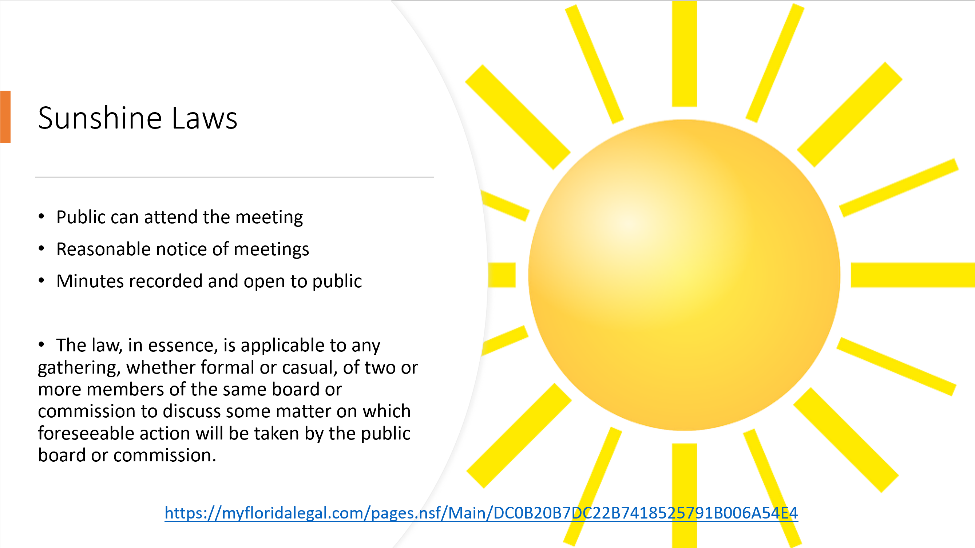 Sunshine Laws
• Public can attend the meeting
• Reasonable notice of meetings
• Minutes recorded and open to public
• The law, in essence, is applicable to any
gathering, whether formal or casual, of two or
more members of the same board or
commission to discuss some matter on which
foreseeable action will be taken by the public
board or commission.
https://myfloridalegal.com/pages.nsf/Main/DC0B20B7DC22B7418525791B006A54E4